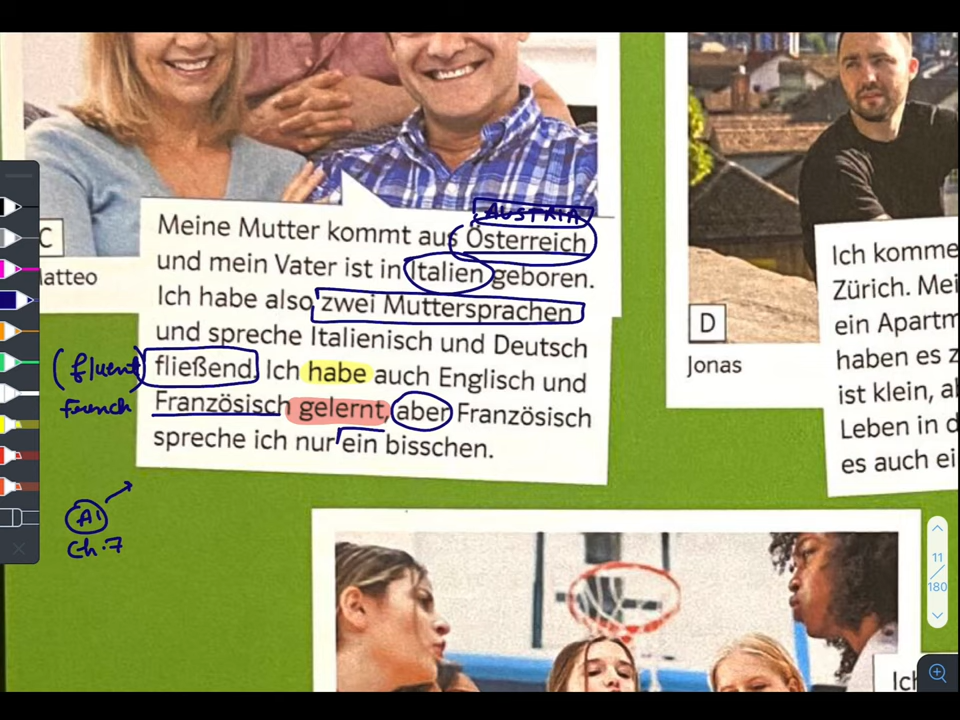 AUSTRIA
Meine Mutter kommt aus Österreich
und mein Vater ist in Italien geboren.
Ich habe also zwei Muttersprachen
und spreche Italienisch und Deutsch
fließend. Ich habe auch Englisch und
Französisch gelernt, aber Französisch
spreche ich nur ein bisschen.
C
atteo
(fluent)
French
A1
Ch.7
D
Jonas
Ich komme
Zürich. Mei
ein Apartm
haben es z
ist klein, a
Leben in d
es auch ei
Ich
11
180